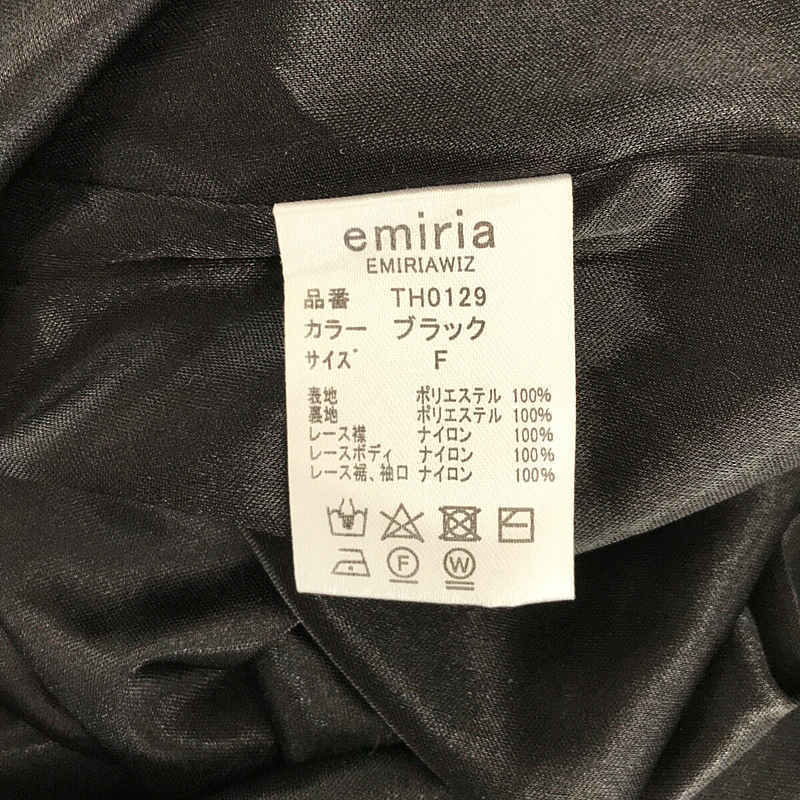 emiria
EMIRIAWIZ
品番 TH0129
カラー ブラック
サイズ F
表地 ポリエステル 100%
裏地 ポリエステル 100%
レース襟 ナイロン 100%
レースボディ ナイロン 100%
レース裾、袖口 ナイロン 100%
F W